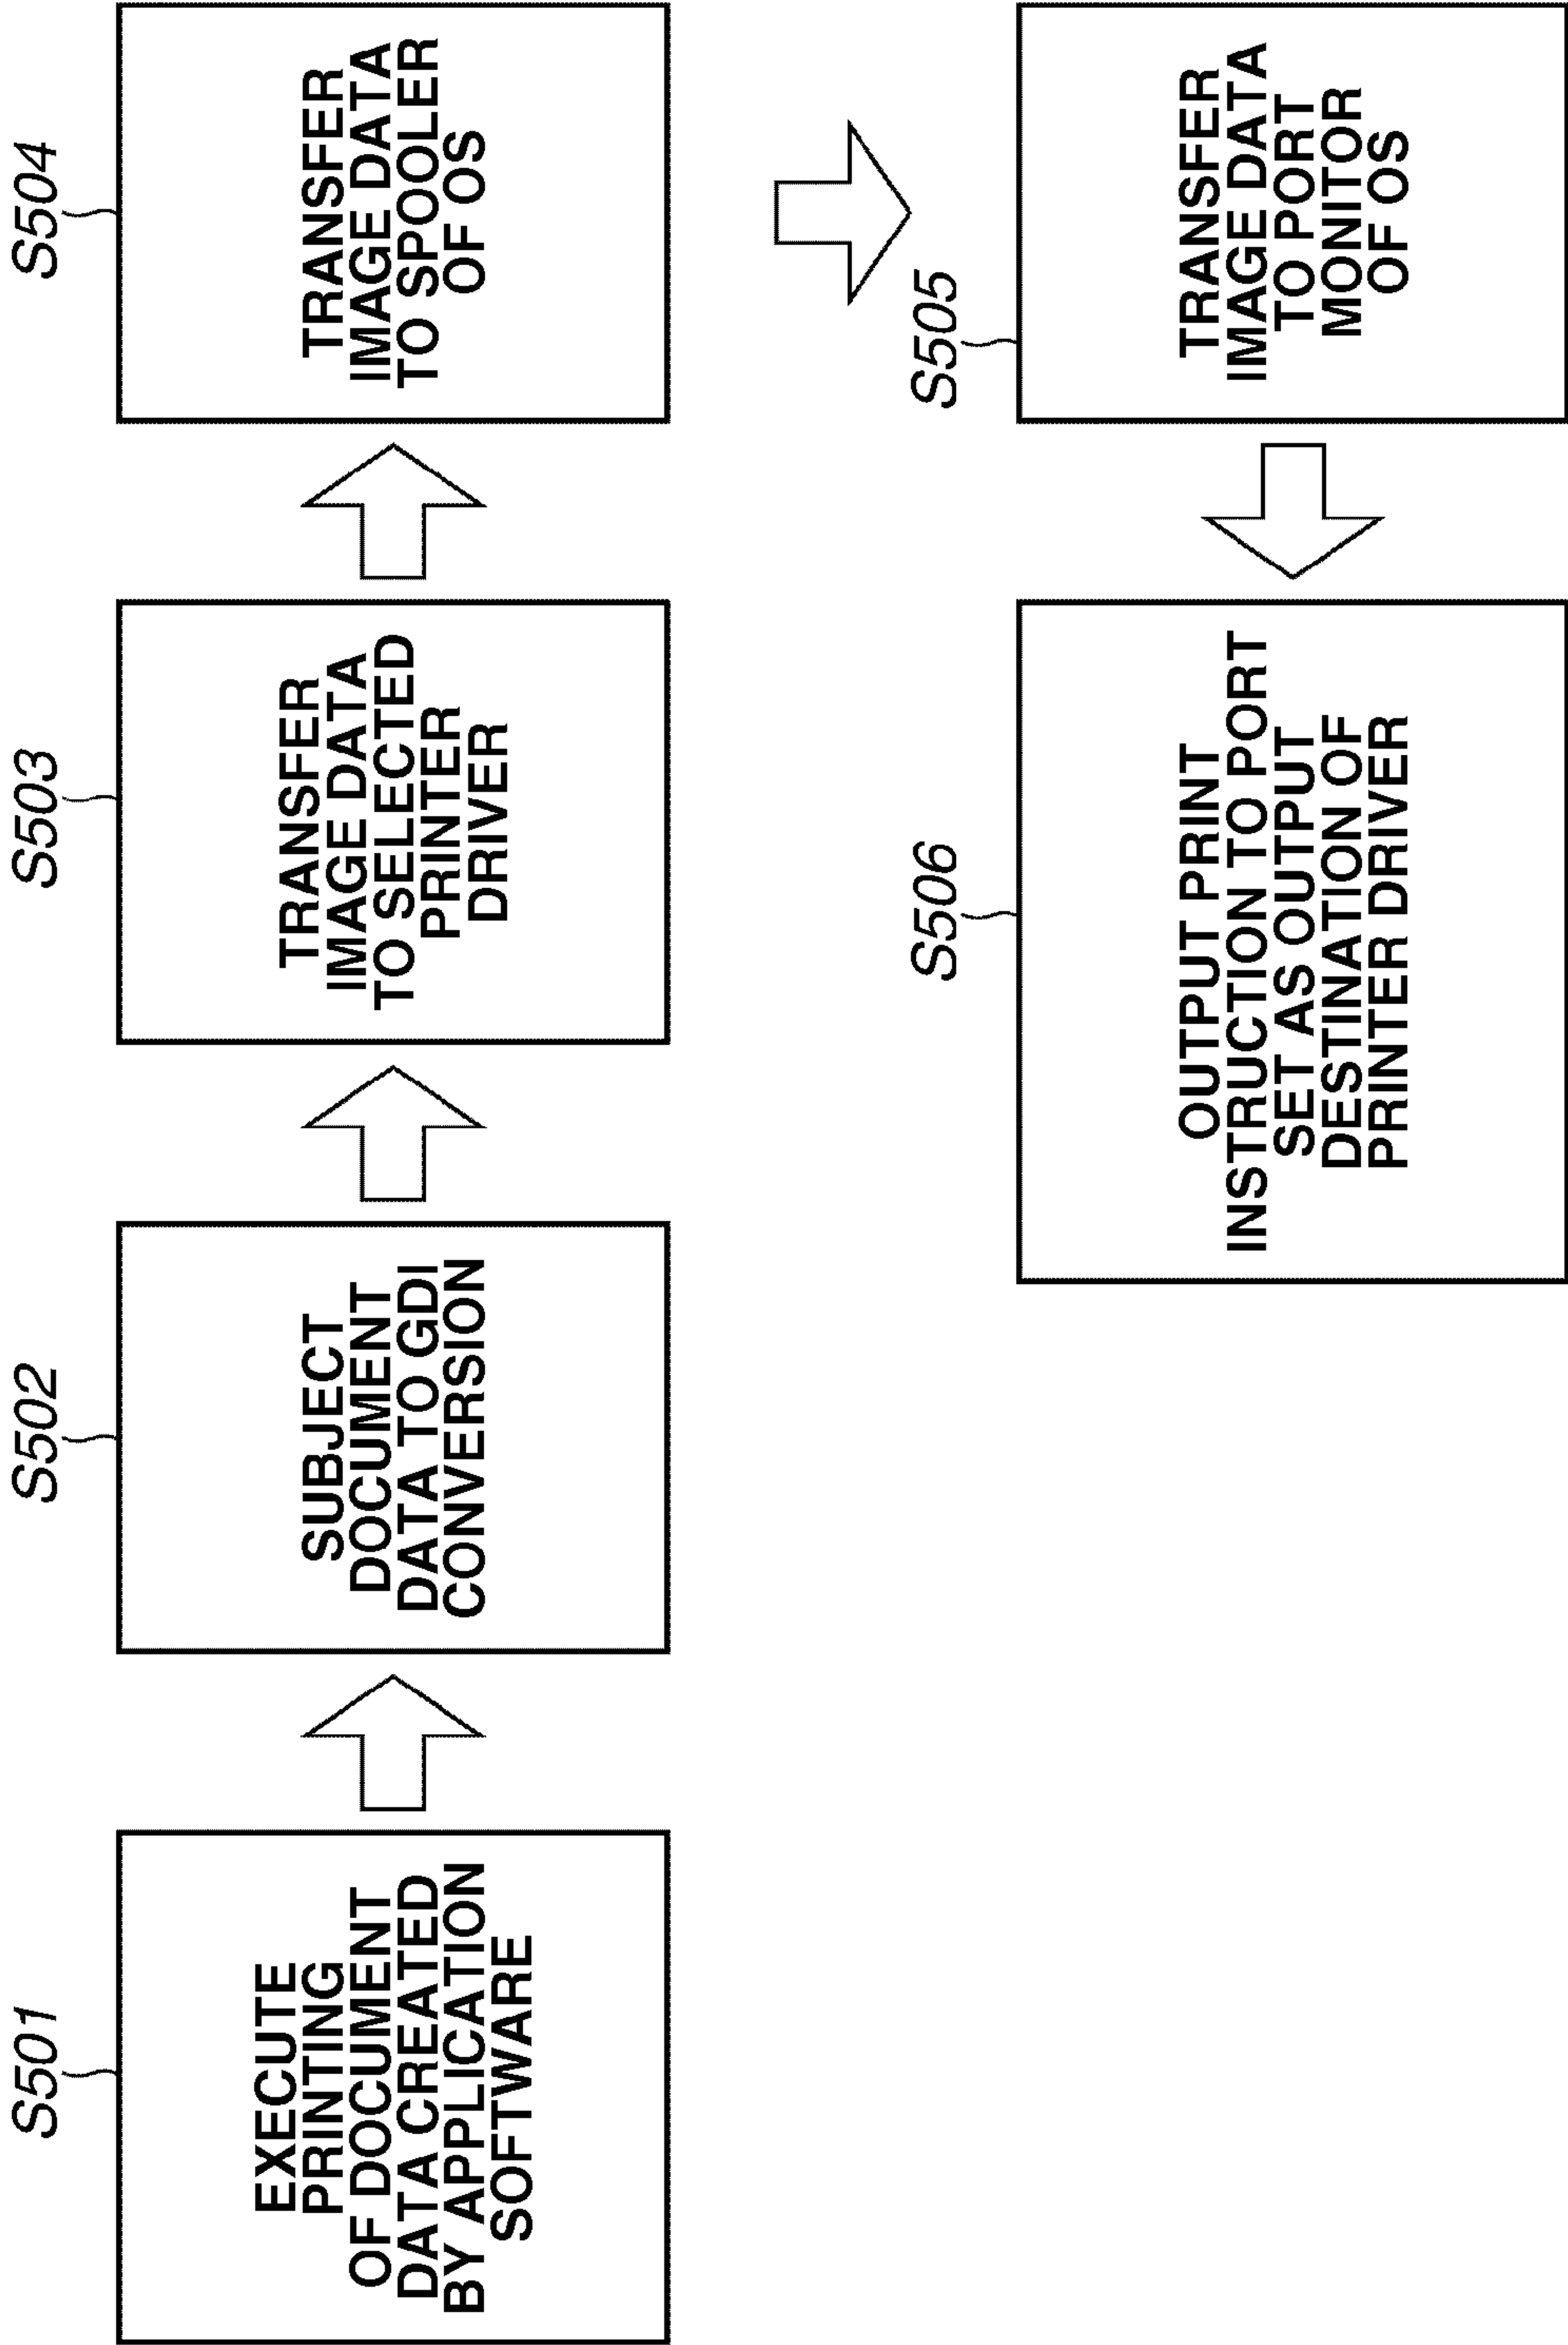 S501
EXECUTE
PRINTING
OF DOCUMENT
DATA CREATED
BY APPLICATION
SOFTWARE
S502
SUBJECT
DOCUMENT
DATA TO GDI
CONVERSION
S503
TRANSFER
IMAGE DATA
TO SELECTED
PRINTER
DRIVER
S504
TRANSFER
IMAGE DATA
TO SPOOLER
OF OS
S505
TRANSFER
IMAGE DATA
TO PORT
MONITOR
OF OS
S506
OUTPUT PRINT
INSTRUCTION TO PORT
SET AS OUTPUT
DESTINATION OF
PRINTER DRIVER